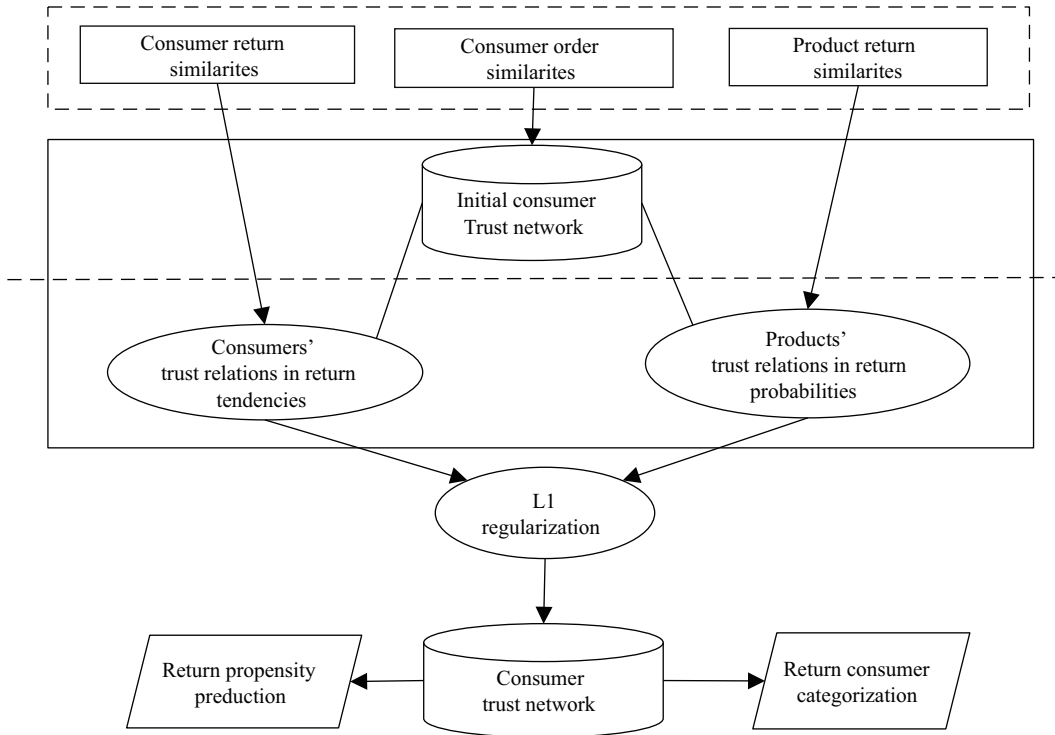 Consumer return
similarites
Consumer order
similarites
Product return
similarites
Initial consumer
Trust network
Consumers’
trust relations in return
tendencies
Products’
trust relations in return
probabilities
L1
regularization
Return propensity
preduction
Consumer
trust network
Return consumer
categorization